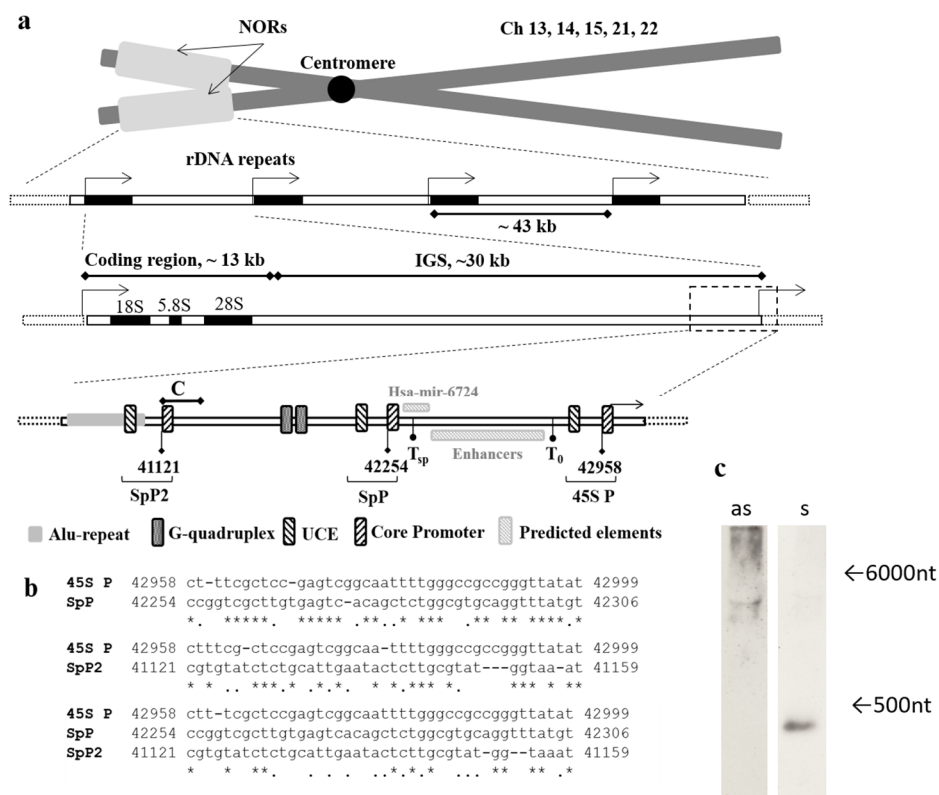 a
NORs
Ch 13, 14, 15, 21, 22
Centromere
rDNA repeats
~ 43 kb
Coding region, ~ 13 kb
IGS, ~30 kb
18S 5.8S 28S
Hsa-mir-6724
C
Tsp
Enhancers
T0
41121
42254
42958
SpP2
SpP
45S P
Alu-repeat
G-quadruplex
UCE
Core Promoter
Predicted elements
b
45S P 42958 ct-ttcgctcc-gagtcggcaattttgggccgccgggttatat 42999
SpP 42254 ccggtcgcttgtgagtc-acagctctggcgtgcaggtttatgt 42306
*. *****. *****. .**..* . .** ** ****.*
45S P 42958 ctttcg-ctccgagtcggcaa-ttttgggccgccgggttatat 42999
SpP2 41121 cgtgtatctctgcattgaatactcttgcgtat---ggtaa-at 41159
* * .. ***.*.*.*. * *.***.*. *** *. **
45S P 42958 ctt-tcgctccgagtcggcaattttgggccgccgggttatat 42999
SpP 42254 ccggtcgcttgtgagtcacagctctggcgtgcaggtttatgt 42306
SpP2 41121 cgtgtatctctgcattgaatactcttgcgtat-gg--taaat 41159
* * **. . . .. *.*. ... ** *.*
c
as s
←6000nt
←500nt